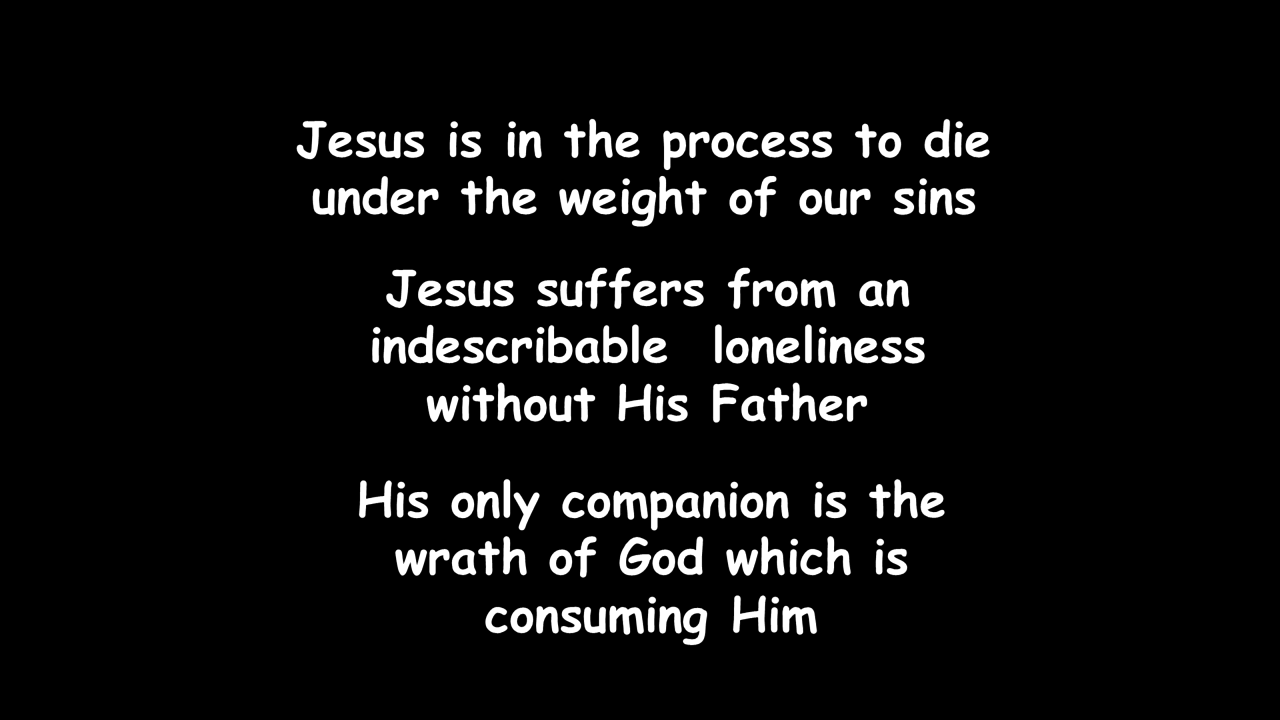 Jesus is in the process to die
under the weight of our sins
Jesus suffers from an
indescribable loneliness
without His Father
His only companion is the
wrath of God which is
consuming Him